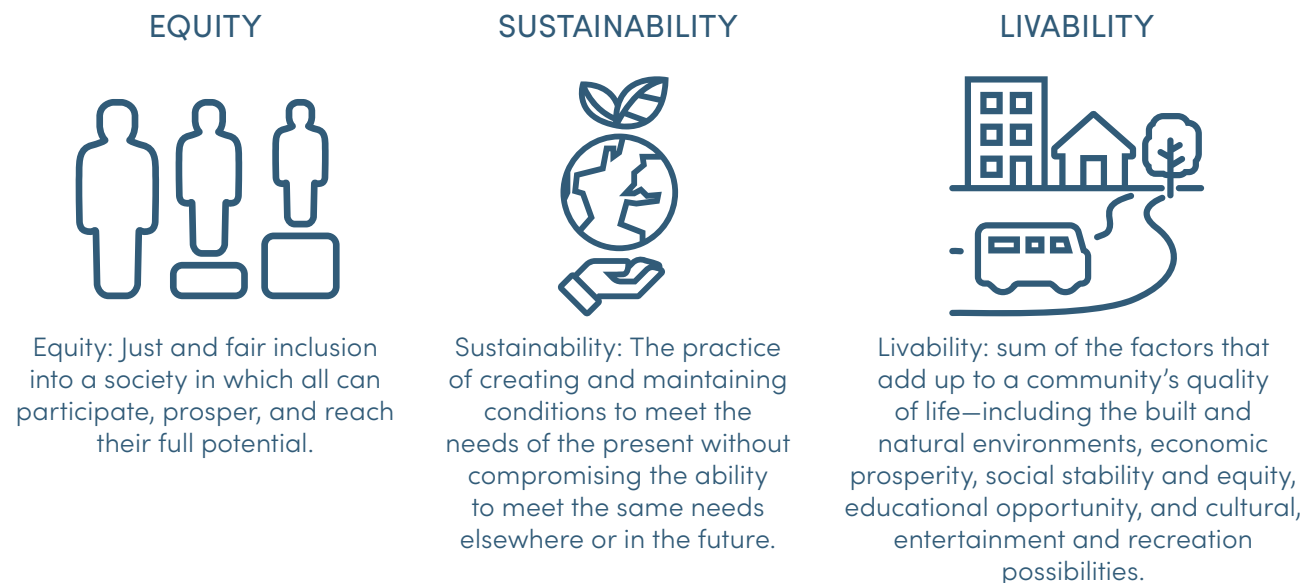 EQUITY
Equity: Just and fair inclusion
into a society in which all can
participate, prosper, and reach
their full potential.
SUSTAINABILITY
Sustainability: The practice
of creating and maintaining
conditions to meet the
needs of the present without
compromising the ability
to meet the same needs
elsewhere or in the future.
LIVABILITY
Livability: sum of the factors that
add up to a community’s quality
of life—including the built and
natural environments, economic
prosperity, social stability and equity,
educational opportunity, and cultural,
entertainment and recreation
possibilities.